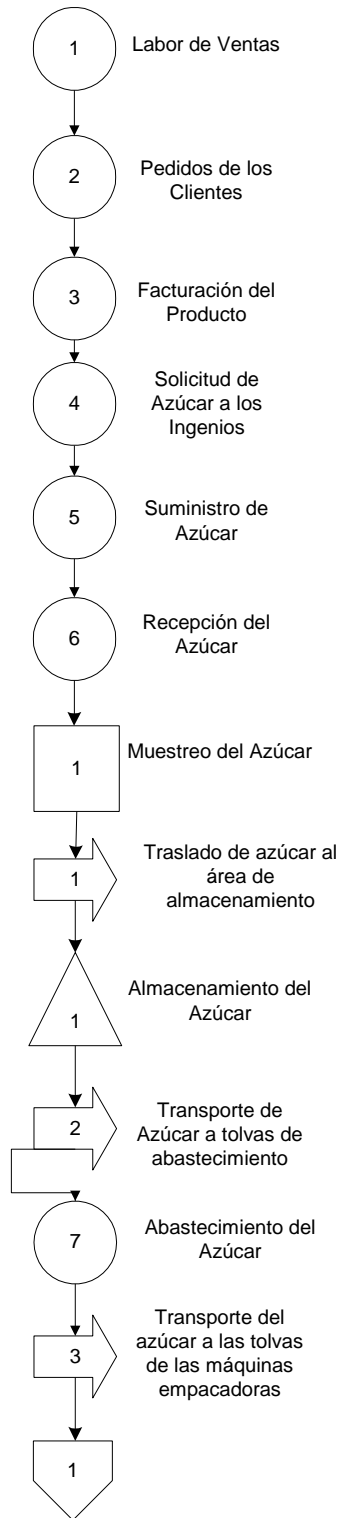 1
Labor de Ventas
2
Pedidos de los
Clientes
3
Facturación del
Producto
4
Solicitud de
Azúcar a los
Ingenios
5
Suministro de
Azúcar
6
Recepción del
Azúcar
1
Muestreo del Azúcar
1
Traslado de azúcar al
área de
almacenamiento
1
Almacenamiento del
Azúcar
2
Transporte de
Azúcar a tolvas de
abastecimiento
7
Abastecimiento del
Azúcar
3
Transporte del
azúcar a las tolvas
de las máquinas
empacadoras
1